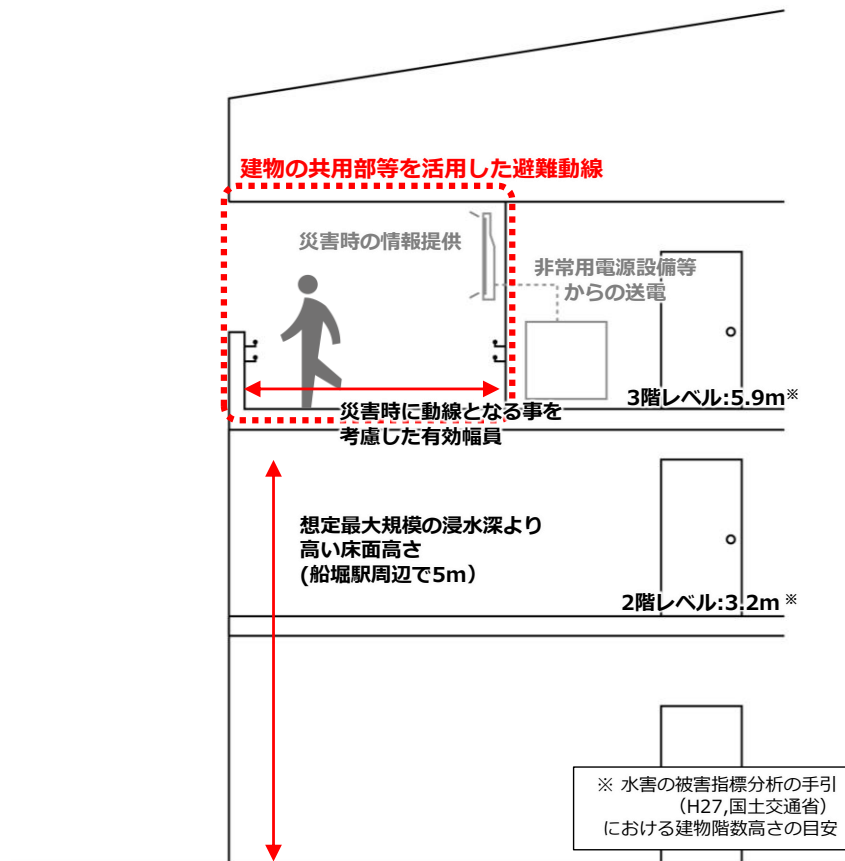 建物の共用部等を活用した避難動線
災害時の情報提供
非常用電源設備等
からの送電
3階レベル:5.9m※
災害時に動線となる事を
考慮した有効幅員
想定最大規模の浸水深より
高い床面高さ
(船堀駅周辺で5m）
2階レベル:3.2m※
※ 水害の被害指標分析の手引
（H27,国土交通省）
における建物階数高さの目安